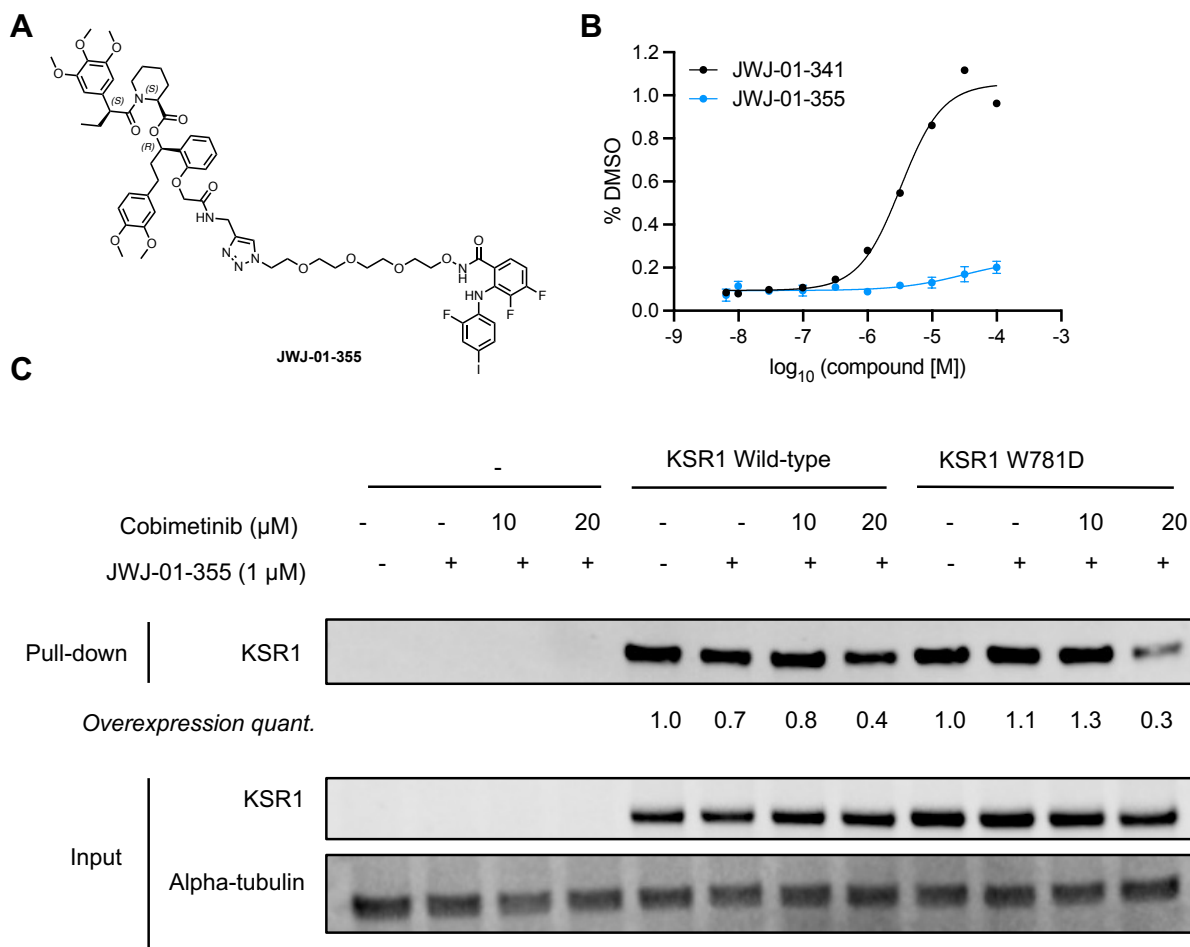 A
B
O
O
O
O
(S)
(S)
N
O
O
O
(R)
O
O
N
H
N
N
N
O
O
O
O
N
H
O
HN
F
F
F
I
O
O
JWJ-01-355
1.2
1.0
0.8
0.6
0.4
0.2
0.0
% DMSO
JWJ-01-341
JWJ-01-355
-9 -8 -7 -6 -5 -4 -3
log10 (compound [M])
C
- KSR1 Wild-type KSR1 W781D
Cobimetinib (µM) - - 10 20 - - 10 20 - - 10 20
JWJ-01-355 (1 µM) - + + + - + + + - + + +
Pull-down KSR1
Overexpression quant. 1.0 0.7 0.8 0.4 1.0 1.1 1.3 0.3
KSR1
Input
Alpha-tubulin